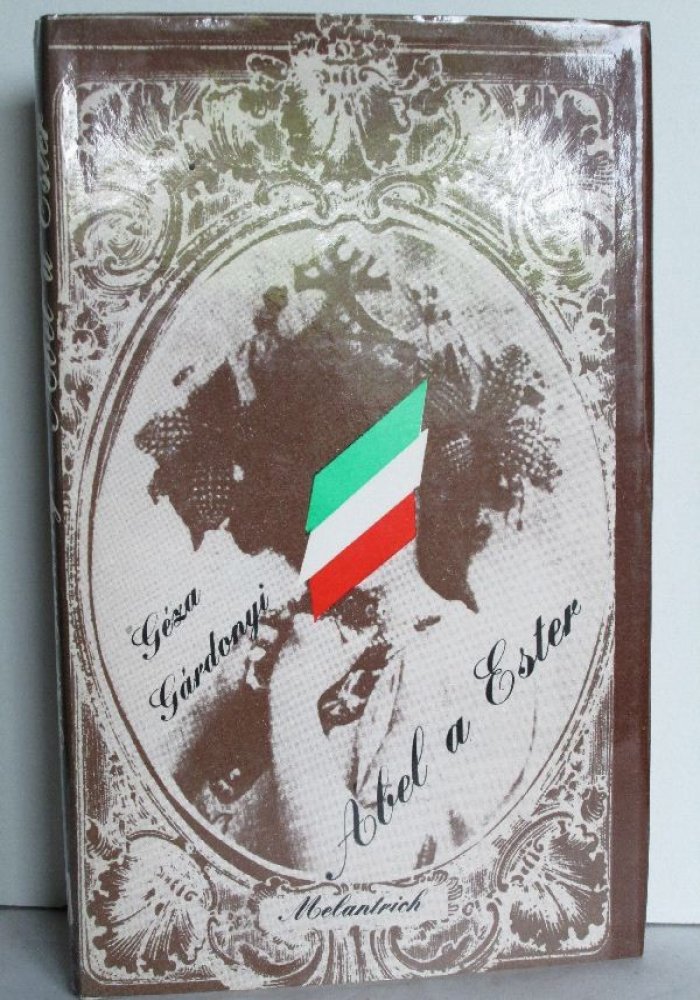 Géza
Gárdonyi
Ábel a Ester
Melantrich